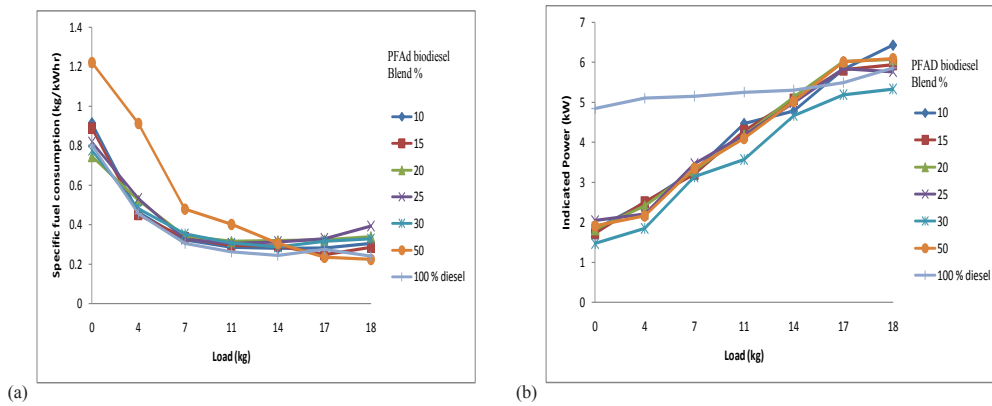 Specific fuel consumption (kg/kWhr)
1.4
1.2
1
0.8
0.6
0.4
0.2
0
0 4 7 11 14 17 18
Load (kg)
PFAd biodiesel
Blend %
10
15
20
25
30
50
100 % diesel
(a)
Indicated Power (kW)
7
6
5
4
3
2
1
0
0 4 7 11 14 17 18
Load (kg)
PFAD biodiesel
Blend %
10
15
20
25
30
50
100 % diesel
(b)